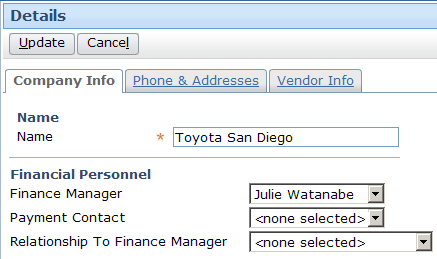 Details
Update Cancel
Company Info Phone & Addresses Vendor Info
Name
Name * Toyota San Diego
Financial Personnel
Finance Manager Julie Watanabe
Payment Contact <none selected>
Relationship To Finance Manager <none selected>